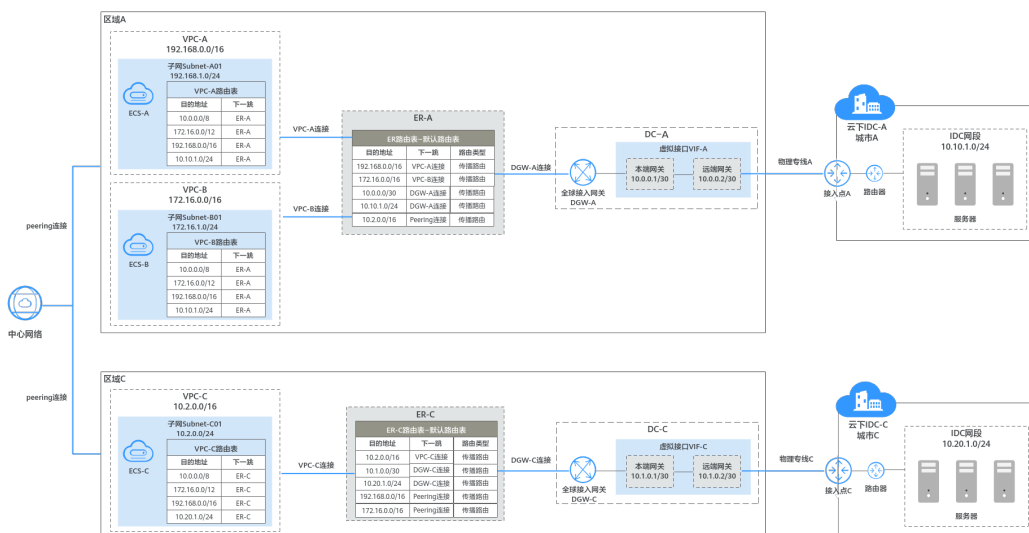 区域A
VPC-A
192.168.0.0/16
子网Subnet-A01
192.168.1.0/24
ECS-A
VPC-A路由表
目的地址 下一跳
10.0.0.0/8 ER-A
172.16.0.0/12 ER-A
192.168.0.0/16 ER-A
10.10.1.0/24 ER-A
VPC-A连接
VPC-B
172.16.0.0/16
子网Subnet-B01
172.16.1.0/24
ECS-B
VPC-B路由表
目的地址 下一跳
10.0.0.0/8 ER-A
172.16.0.0/12 ER-A
192.168.0.0/16 ER-A
10.10.1.0/24 ER-A
VPC-B连接
ER-A
ER路由表-默认路由表
目的地址 下一跳 路由类型
192.168.0.0/16 VPC-A连接 传播路由
172.16.0.0/16 VPC-B连接 传播路由
10.0.0.0/30 DGW-A连接 传播路由
10.10.1.0/24 DGW-A连接 传播路由
10.2.0.0/16 Peering连接 传播路由
DGW-A连接
DC-A
虚拟接口VIF-A
本端网关
10.0.0.1/30
远端网关
10.0.0.2/30
全球接入网关
DGW-A
物理专线A
云下IDC-A
城市A
接入点A
路由器
IDC网段
10.10.1.0/24
服务器
peering连接
中心网络
peering连接
区域C
VPC-C
10.2.0.0/16
子网Subnet-C01
10.2.0.0/24
ECS-C
VPC-C路由表
目的地址 下一跳
10.0.0.0/8 ER-C
172.16.0.0/12 ER-C
192.168.0.0/16 ER-C
10.20.1.0/24 ER-C
VPC-C连接
ER-C
ER-C路由表-默认路由表
目的地址 下一跳 路由类型
10.2.0.0/16 VPC-C连接 传播路由
10.1.0.0/30 DGW-C连接 传播路由
10.20.1.0/24 DGW-C连接 传播路由
192.168.0.0/16 Peering连接 传播路由
172.16.0.0/16 Peering连接 传播路由
DGW-C连接
DC-C
虚拟接口VIF-C
本端网关
10.1.0.1/30
远端网关
10.1.0.2/30
全球接入网关
DGW-C
物理专线C
云下IDC-C
城市C
接入点C
路由器
IDC网段
10.20.1.0/24
服务器